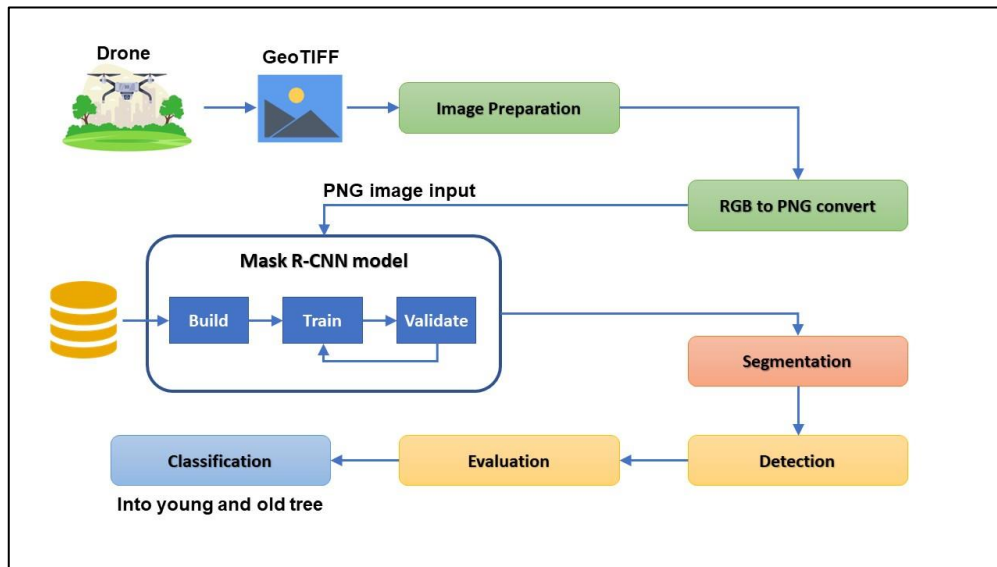 Drone
GeoTIFF
Image Preparation
PNG image input
RGB to PNG convert
Mask R-CNN model
Build
Train
Validate
Segmentation
Classification
Evaluation
Detection
Into young and old tree